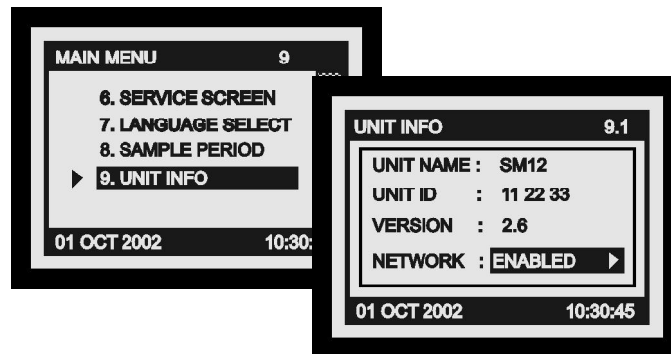 MAIN MENU 9
6. SERVICE SCREEN
7. LANGUAGE SELECT
8. SAMPLE PERIOD
9. UNIT INFO
01 OCT 2002 10:30:
UNIT INFO 9.1
UNIT NAME : SM12
UNIT ID : 11 22 33
VERSION : 2.6
NETWORK : ENABLED
01 OCT 2002 10:30:45